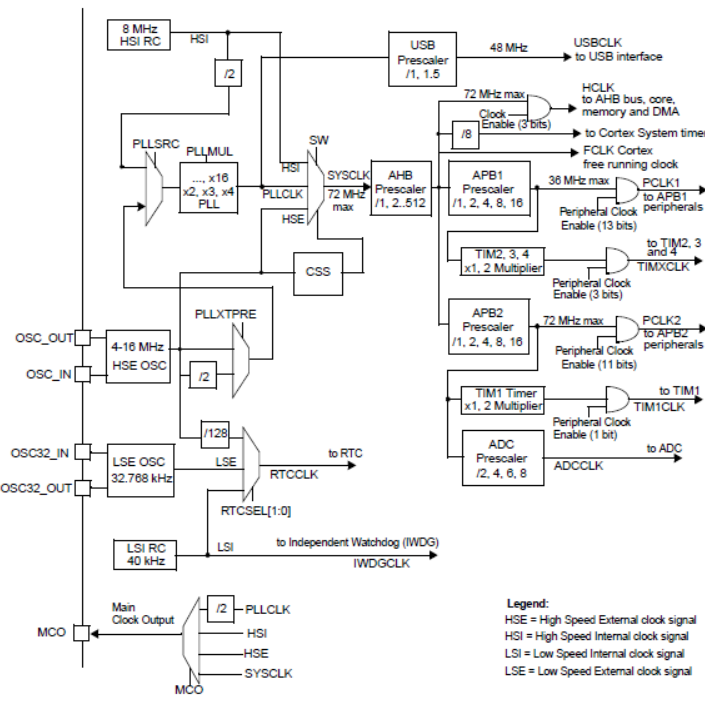 8 MHz
HSI RC
HSI
/2
USB
Prescaler
/1, 1.5
48 MHz
USBCLK
to USB interface
72 MHz max
Clock
Enable (3 bits)
HCLK
to AHB bus, core,
memory and DMA
/8
to Cortex System timer
FCLK Cortex
free running clock
PLLSRC
PLLMUL
..., x16
x2, x3, x4
PLL
SW
HSI
PLLCLK
HSE
SYSCLK
72 MHz
max
AHB
Prescaler
/1, 2..512
APB1
Prescaler
/1, 2, 4, 8, 16
36 MHz max
PCLK1
to APB1
peripherals
Peripheral Clock
Enable (13 bits)
CSS
TIM2, 3, 4
x1, 2 Multiplier
to TIM2, 3
and 4
TIMXCLK
Peripheral Clock
Enable (3 bits)
PLLXTPRE
OSC_OUT
OSC_IN
4-16 MHz
HSE OSC
/2
APB2
Prescaler
/1, 2, 4, 8, 16
72 MHz max
PCLK2
to APB2
peripherals
Peripheral Clock
Enable (11 bits)
TIM1 Timer
x1, 2 Multiplier
to TIM1
TIM1CLK
Peripheral Clock
Enable (1 bit)
/128
OSC32_IN
OSC32_OUT
LSE OSC
32.768 kHz
LSE
to RTC
RTCCLK
RTCSEL[1:0]
ADC
Prescaler
/2, 4, 6, 8
to ADC
ADCCLK
LSI RC
40 kHz
LSI
to Independent Watchdog (IWDG)
IWDGCLK
MCO
Main
Clock Output
/2
PLLCLK
HSI
HSE
SYSCLK
MCO
Legend:
HSE = High Speed External clock signal
HSI = High Speed Internal clock signal
LSI = Low Speed Internal clock signal
LSE = Low Speed External clock signal